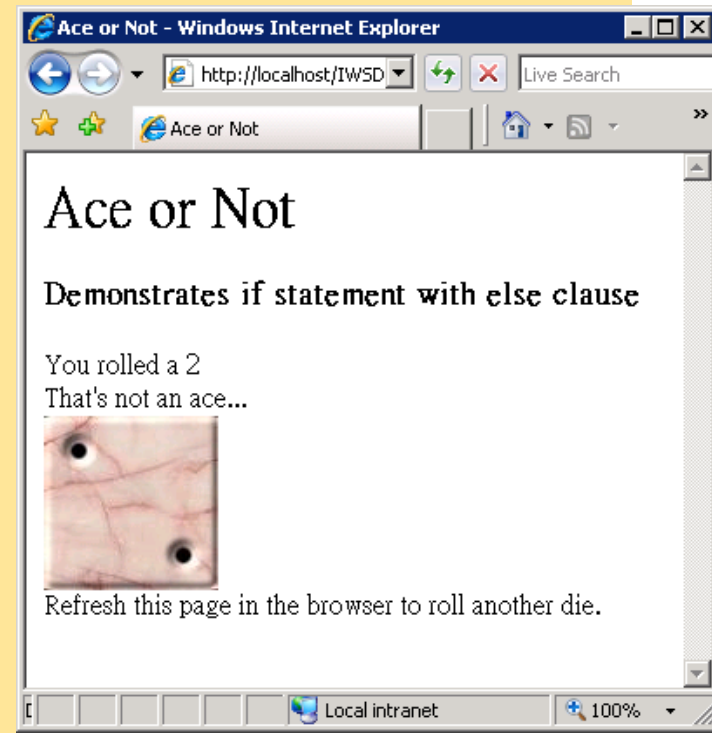 Ace or Not - Windows Internet Explorer
http://localhost/IWSD
Live Search
Ace or Not
»
Ace or Not
Demonstrates if statement with else clause
You rolled a 2
That's not an ace...
Refresh this page in the browser to roll another die.
Local intranet
100%